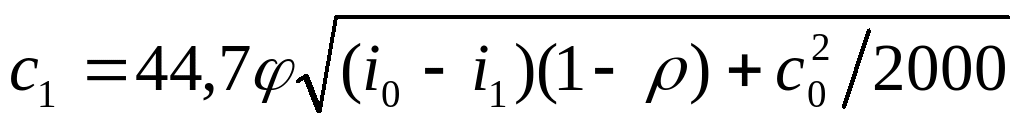 c₁ = 44,7φ√((i₀ - i₁)(1 - ρ) + c₀²/2000)